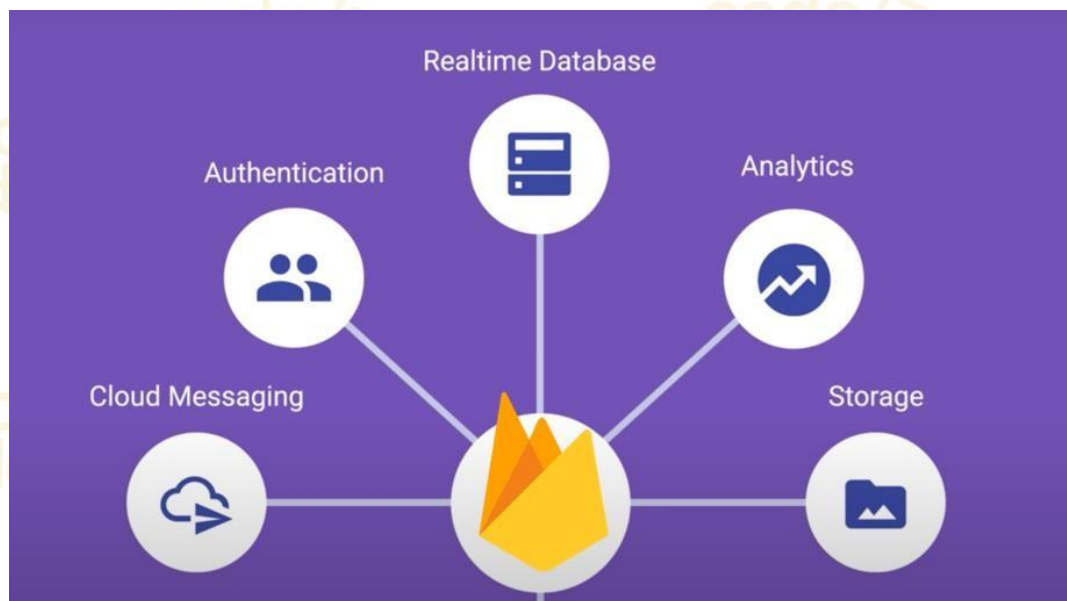 Realtime Database
Authentication
Analytics
Cloud Messaging
Storage